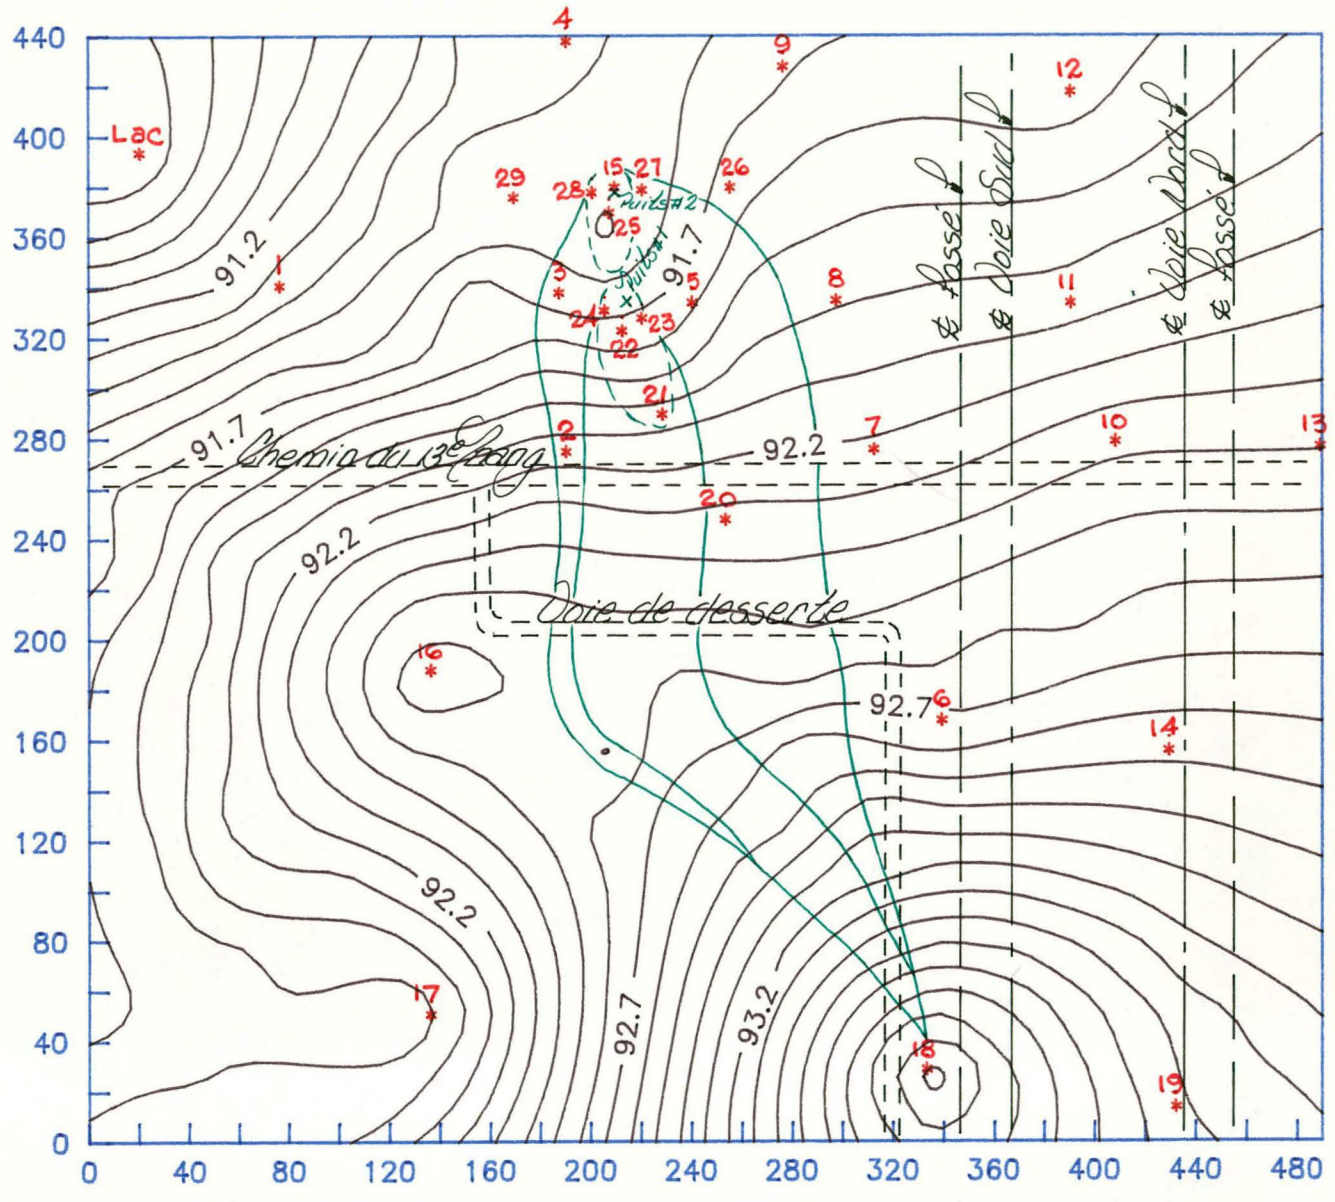 4
440
9
12
Lac
400
15 27 26
29 28
Puits#2
360
25
91.2
1
Puits#1
91.7
3 5 8 11
℄ fossé
℄ Voie Sud
℄ Voie Nord
℄ fossé
24 23
320
22
21
91.7
2 7 10 13
280
92.2
Chemin du 13e Rang
20
240
92.2
Voie de desserte
200
16
92.7 6
14
160
120
92.2
80
17
92.7
93.2
40
18
19
0
0 40 80 120 160 200 240 280 320 360 400 440 480